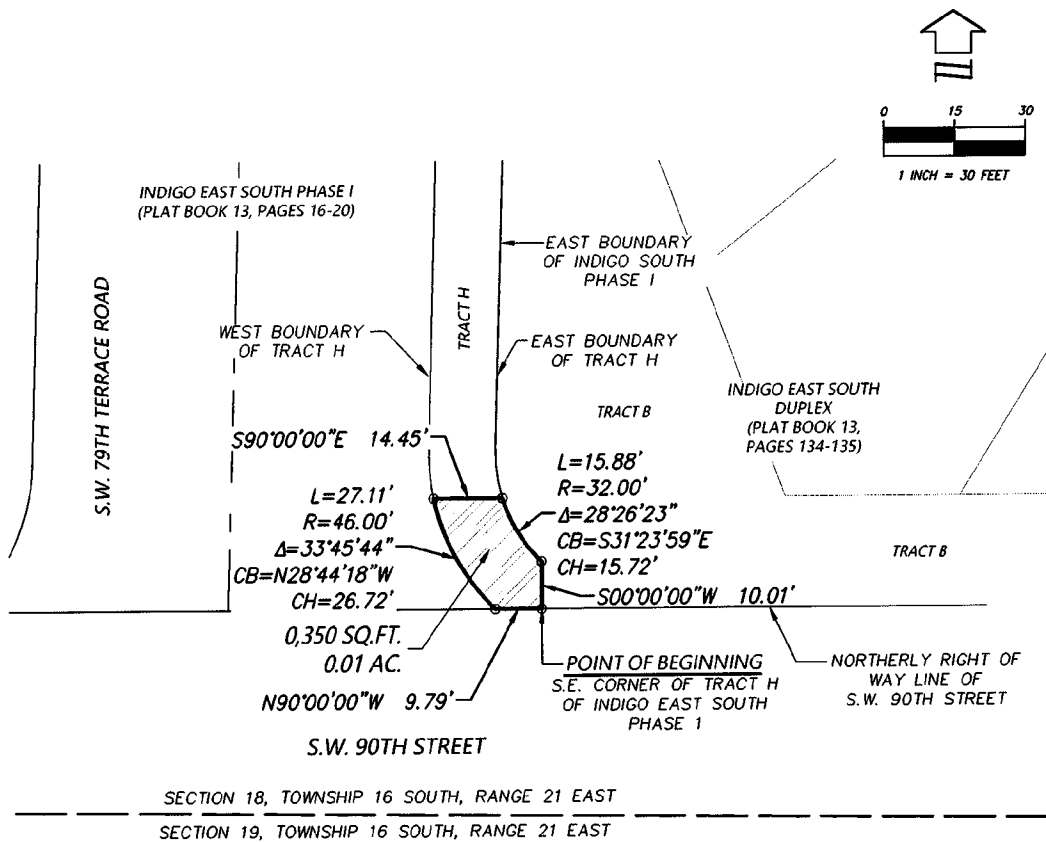 0 15 30
1 INCH = 30 FEET
INDIGO EAST SOUTH PHASE I
(PLAT BOOK 13, PAGES 16-20)
EAST BOUNDARY
OF INDIGO SOUTH
PHASE I
S.W. 79TH TERRACE ROAD
TRACT H
WEST BOUNDARY
OF TRACT H
EAST BOUNDARY
OF TRACT H
INDIGO EAST SOUTH
DUPLEX
(PLAT BOOK 13,
PAGES 134-135)
TRACT B
S90°00'00"E 14.45'
L=15.88'
R=32.00'
Δ=28°26'23"
CB=S31°23'59"E
CH=15.72'
L=27.11'
R=46.00'
Δ=33°45'44"
CB=N28°44'18"W
CH=26.72'
TRACT B
S00°00'00"W 10.01'
0,350 SQ.FT.
0.01 AC.
N90°00'00"W 9.79'
POINT OF BEGINNING
S.E. CORNER OF TRACT H
OF INDIGO EAST SOUTH
PHASE 1
NORTHERLY RIGHT OF
WAY LINE OF
S.W. 90TH STREET
S.W. 90TH STREET
SECTION 18, TOWNSHIP 16 SOUTH, RANGE 21 EAST
SECTION 19, TOWNSHIP 16 SOUTH, RANGE 21 EAST